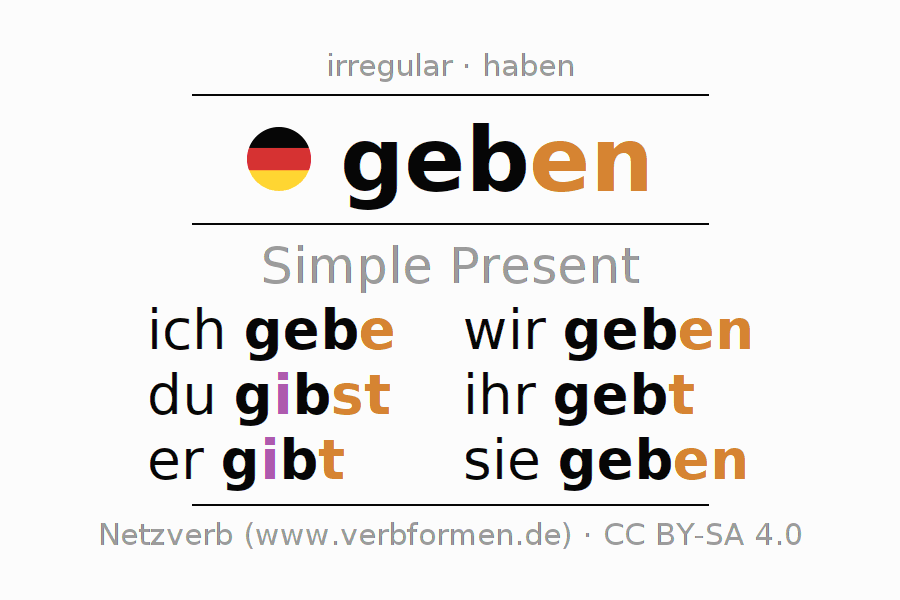 irregular · haben
geben
Simple Present
ich gebe wir geben
du gibst ihr gebt
er gibt sie geben
Netzverb (www.verbformen.de) · CC BY-SA 4.0